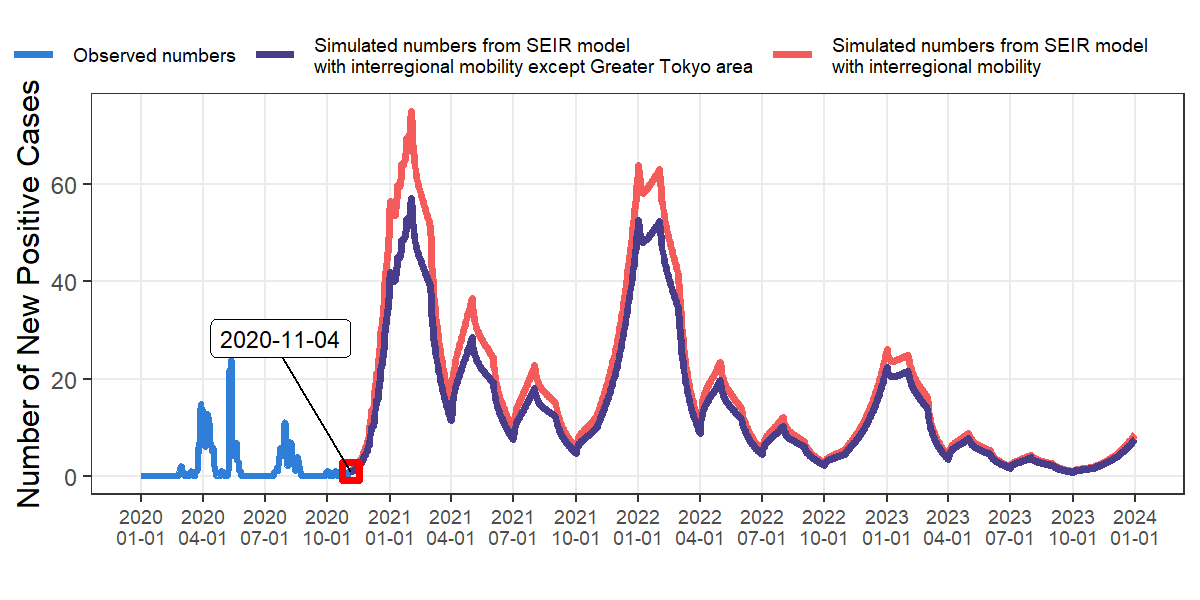 Observed numbers
Simulated numbers from SEIR model
with interregional mobility except Greater Tokyo area
Simulated numbers from SEIR model
with interregional mobility
Number of New Positive Cases
60
40
20
0
2020-11-04
2020 2020 2020 2020 2021 2021 2021 2021 2022 2022 2022 2022 2023 2023 2023 2023 2024
01-01 04-01 07-01 10-01 01-01 04-01 07-01 10-01 01-01 04-01 07-01 10-01 01-01 04-01 07-01 10-01 01-01